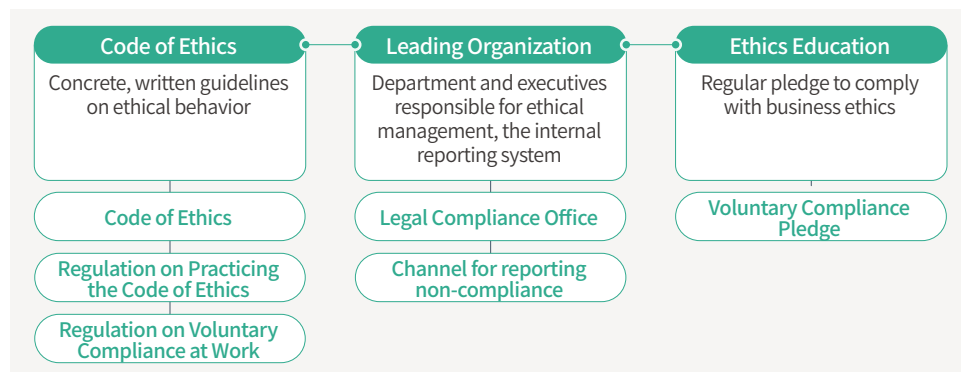 Code of Ethics
Concrete, written guidelines
on ethical behavior
Code of Ethics
Regulation on Practicing
the Code of Ethics
Regulation on Voluntary
Compliance at Work
Leading Organization
Department and executives
responsible for ethical
management, the internal
reporting system
Legal Compliance Office
Channel for reporting
non-compliance
Ethics Education
Regular pledge to comply
with business ethics
Voluntary Compliance
Pledge